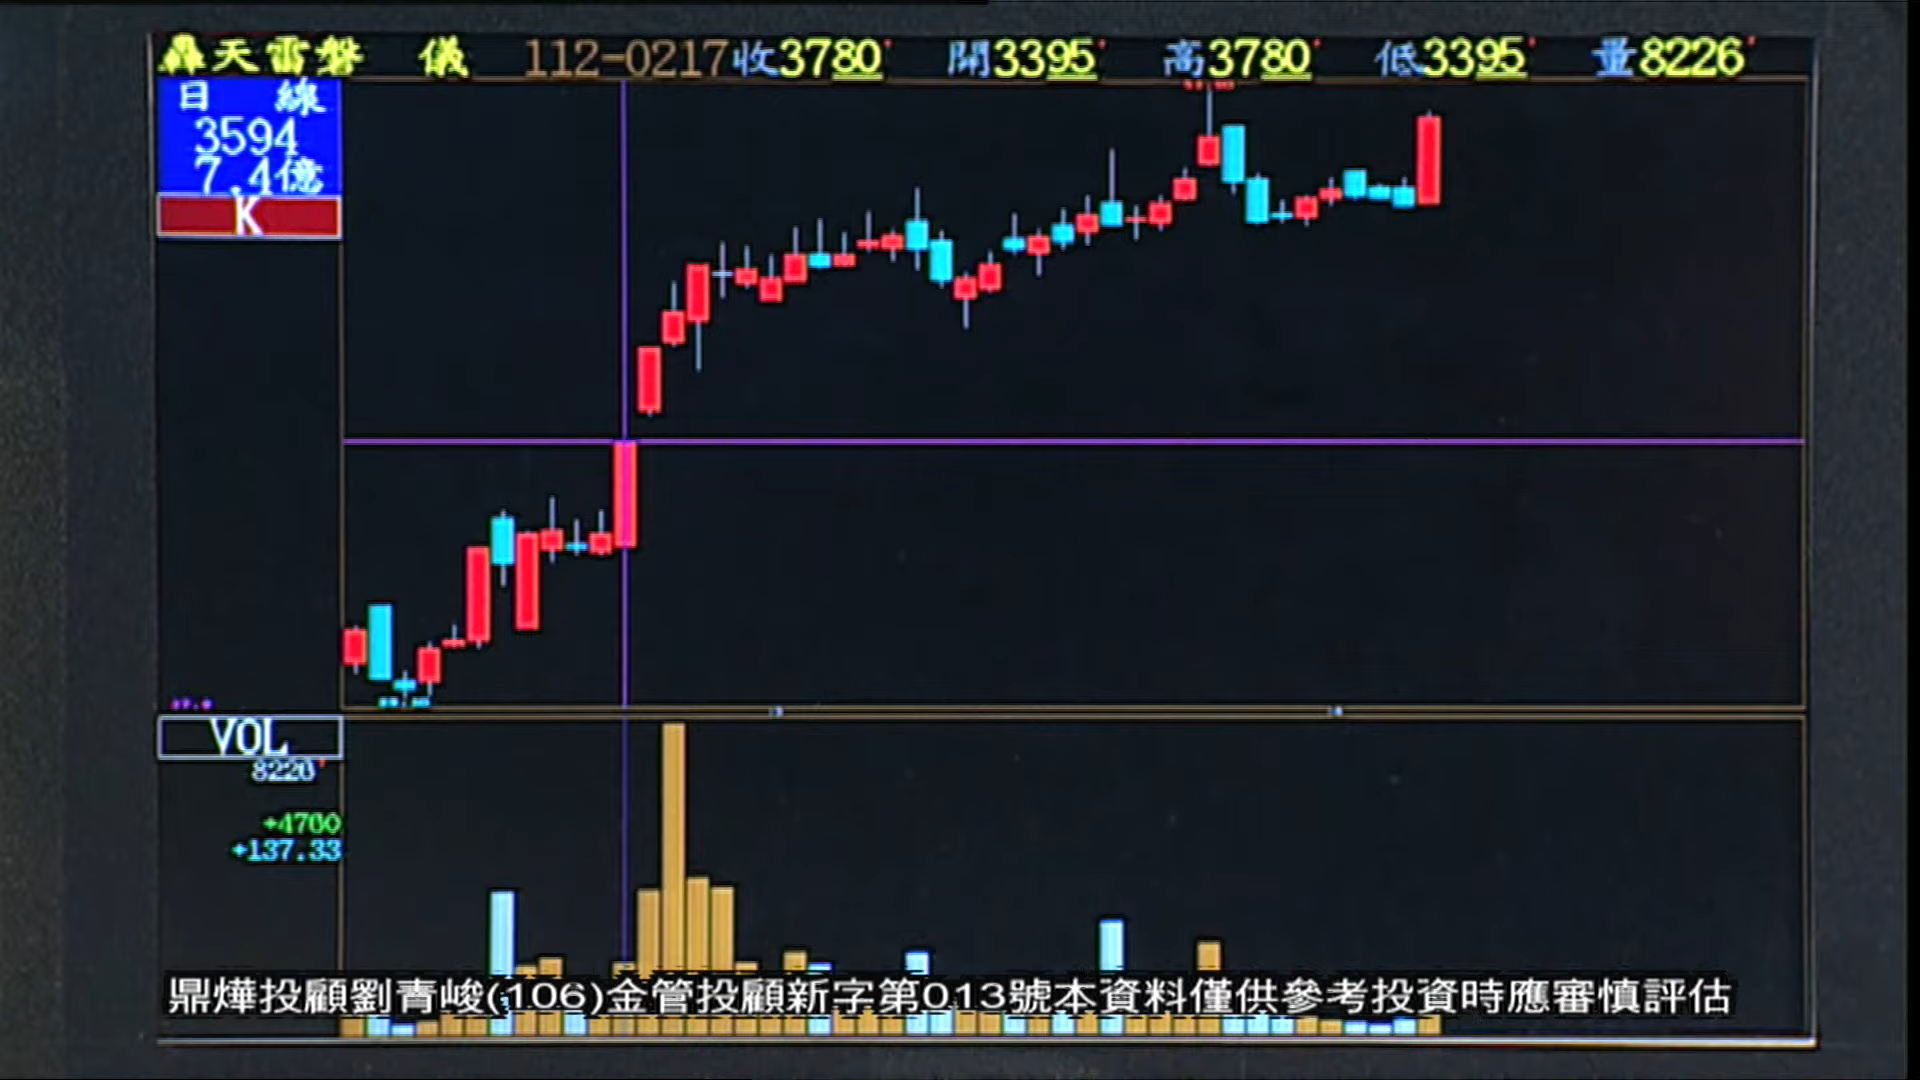 轟天雷磐 儀 112-0217 收3780 開3395 高3780 低3395 量8226
日 線
3594
7.4億
K
VOL
8220
+4700
+137.33
鼎燁投顧劉青峻(106)金管投顧新字第013號本資料僅供參考投資時應審慎評估